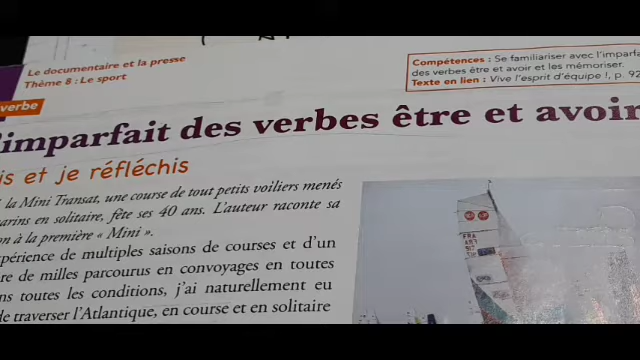 Le documentaire et la presse
Thème 8 : Le sport
Compétences : Se familiariser avec l'imparfa
des verbes être et avoir et les mémoriser.
Texte en lien : Vive l'esprit d'équipe !, p. 92
verbe
'imparfait des verbes être et avoir
is et je réfléchis
la Mini Transat, une course de tout petits voiliers menés
arins en solitaire, fête ses 40 ans. L'auteur raconte sa
on à la première « Mini ».
xpérience de multiples saisons de courses et d'un
re de milles parcourus en convoyages en toutes
ns toutes les conditions, j'ai naturellement eu
de traverser l'Atlantique, en course et en solitaire
FRA